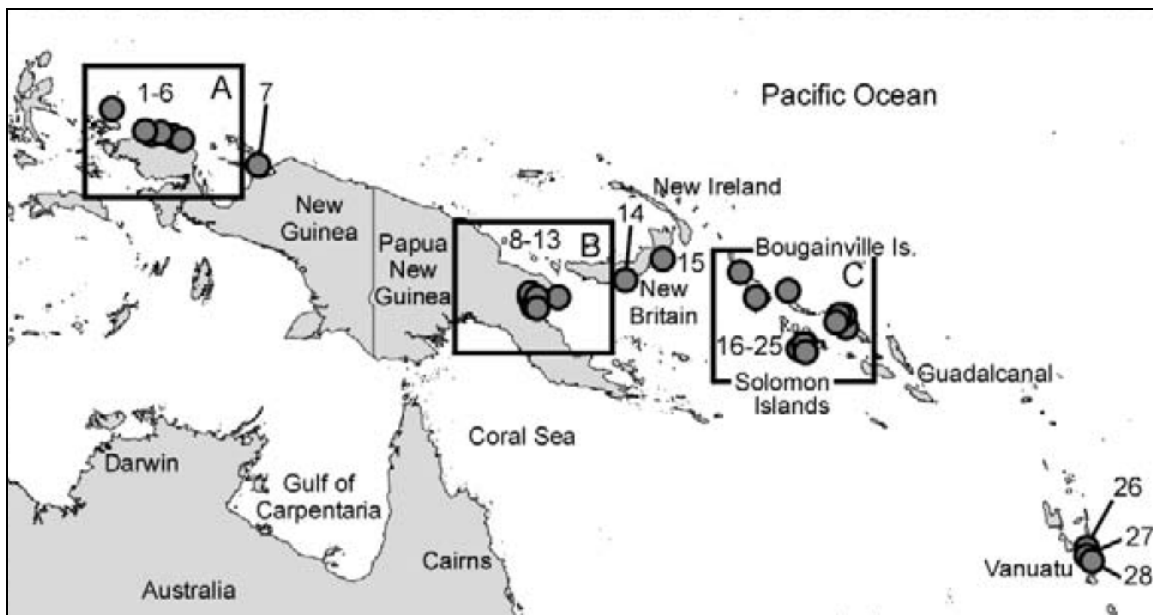 1-6
A
7
Pacific Ocean
New Ireland
New
Guinea
Papua
New
Guinea
8-13
B
14
15
New
Britain
Bougainville Is.
C
16-25
Solomon
Islands
Guadalcanal
Coral Sea
Darwin
Gulf of
Carpentaria
Cairns
Australia
26
27
28
Vanuatu